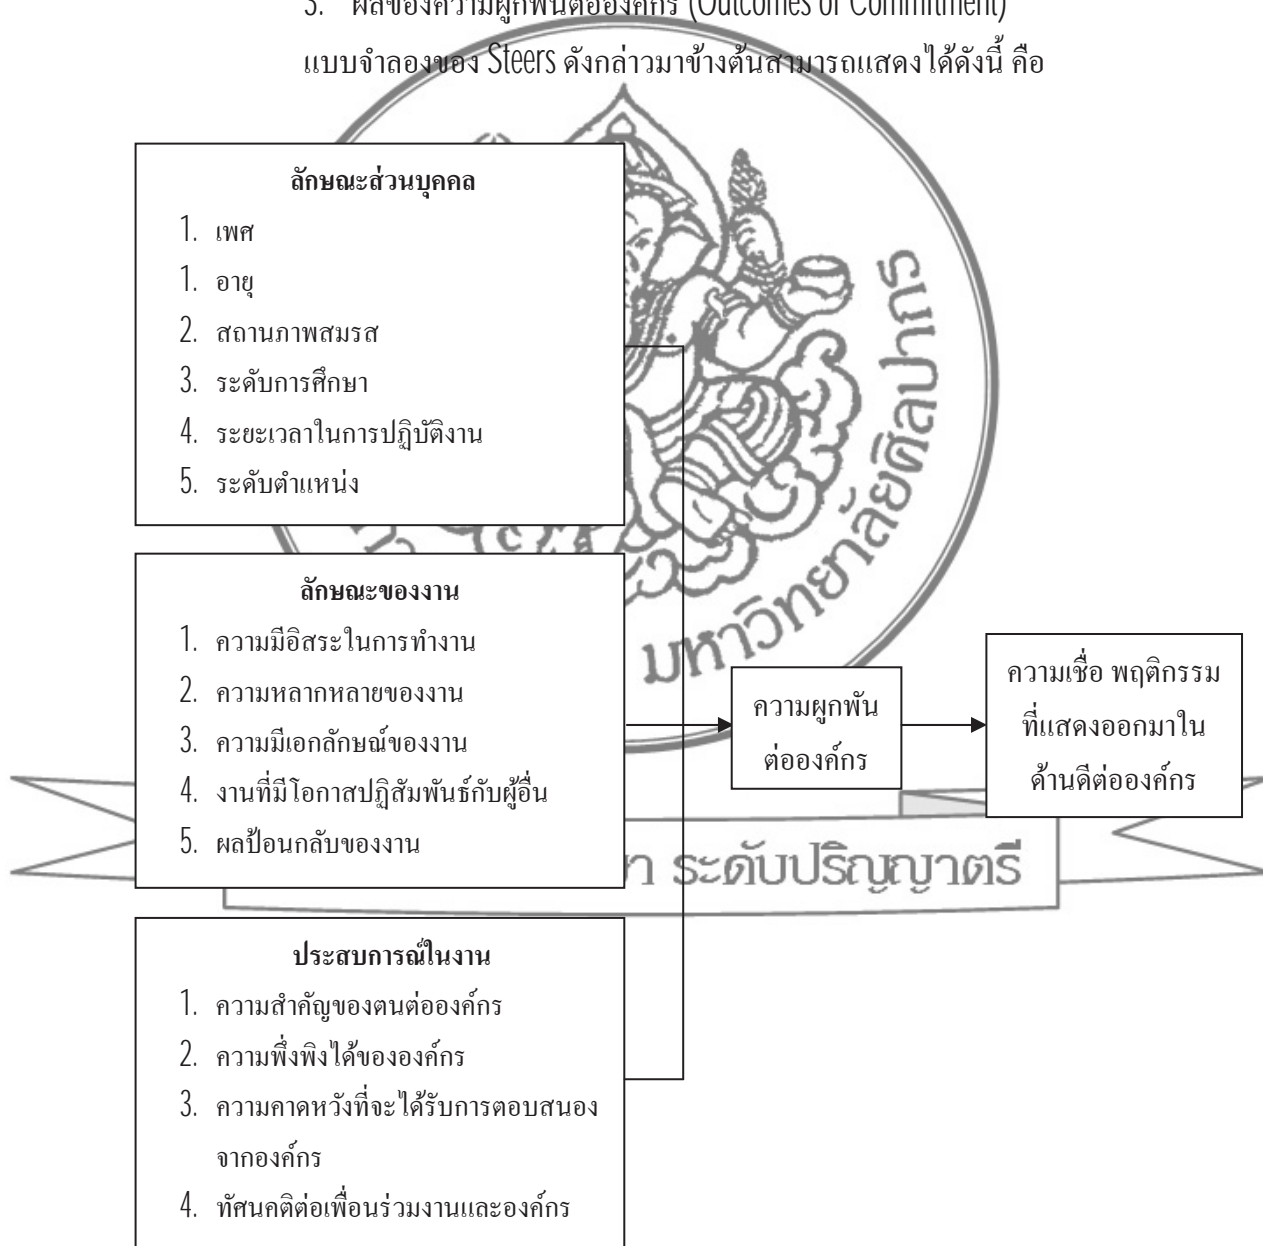 3. ผลของความผูกพันต่อองค์กร (Outcomes of Commitment)
แบบจำลองของ Steers ดังกล่าวมาข้างต้นสามารถแสดงได้ดังนี้ คือ
ลักษณะส่วนบุคคล
1. เพศ
1. อายุ
2. สถานภาพสมรส
3. ระดับการศึกษา
4. ระยะเวลาในการปฏิบัติงาน
5. ระดับตำแหน่ง
ลักษณะของงาน
1. ความมีอิสระในการทำงาน
2. ความหลากหลายของงาน
3. ความมีเอกลักษณ์ของงาน
4. งานที่มีโอกาสปฏิสัมพันธ์กับผู้อื่น
5. ผลป้อนกลับของงาน
ประสบการณ์ในงาน
1. ความสำคัญของตนต่อองค์กร
2. ความพึ่งพิงได้ขององค์กร
3. ความคาดหวังที่จะได้รับการตอบสนอง
จากองค์กร
4. ทัศนคติต่อเพื่อนร่วมงานและองค์กร
ความผูกพัน
ต่อองค์กร
ความเชื่อ พฤติกรรม
ที่แสดงออกมาใน
ด้านดีต่อองค์กร
มหาวิทยาลัยศิลปากร
ระดับปริญญาตรี